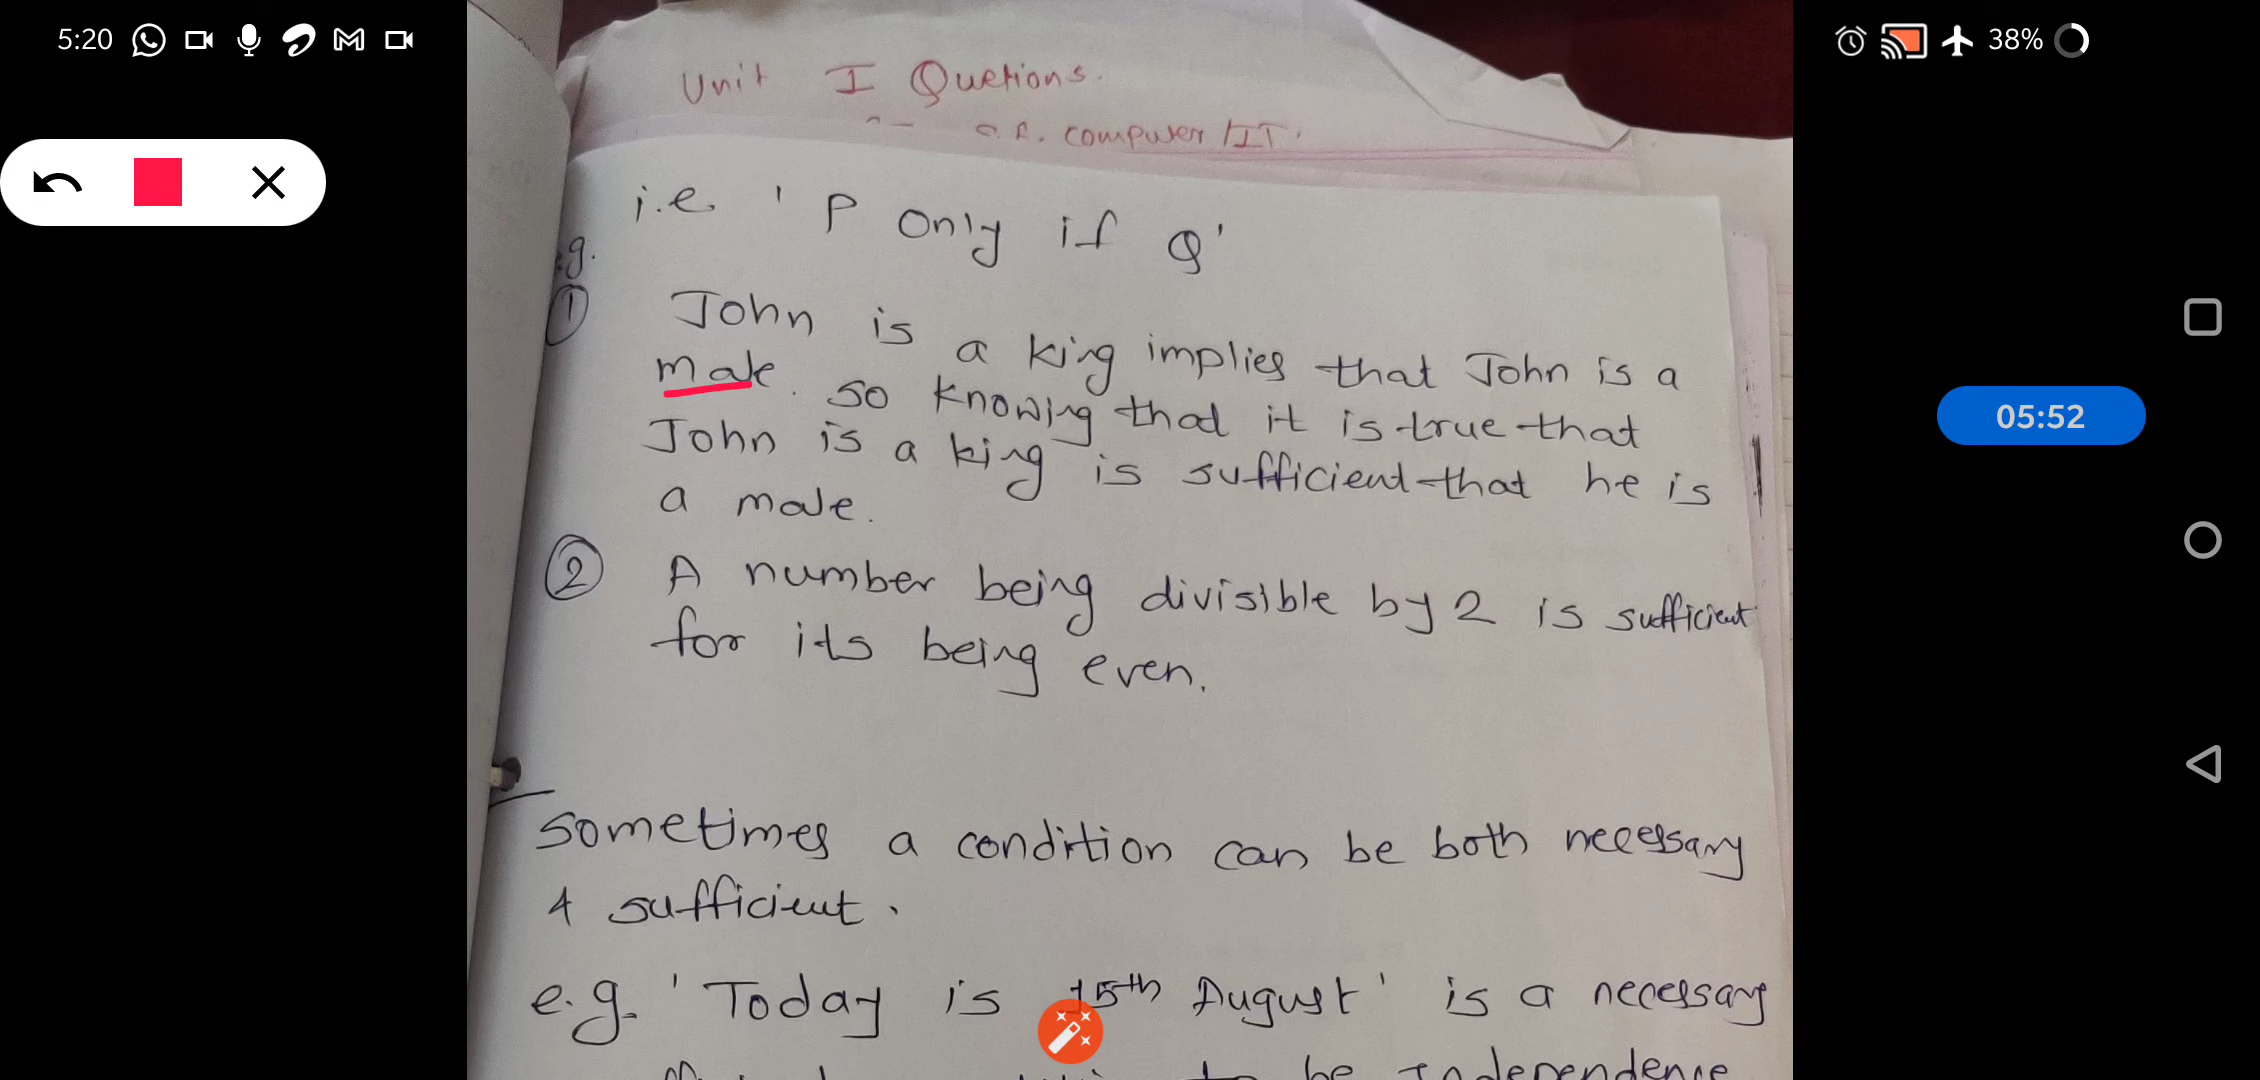 5:20
38%
05:52
Unit I Quetions.
computer/IT.
i.e 'P only if Q'
e.g.
① John is a king implies that John is a
male. so knowing that it is true that
John is a king is sufficient that he is
a male.
② A number being divisible by 2 is sufficient
for its being even.
sometimes a condition can be both necessary
& sufficient.
e.g. 'Today is 15th August' is a necessary
to be Independence